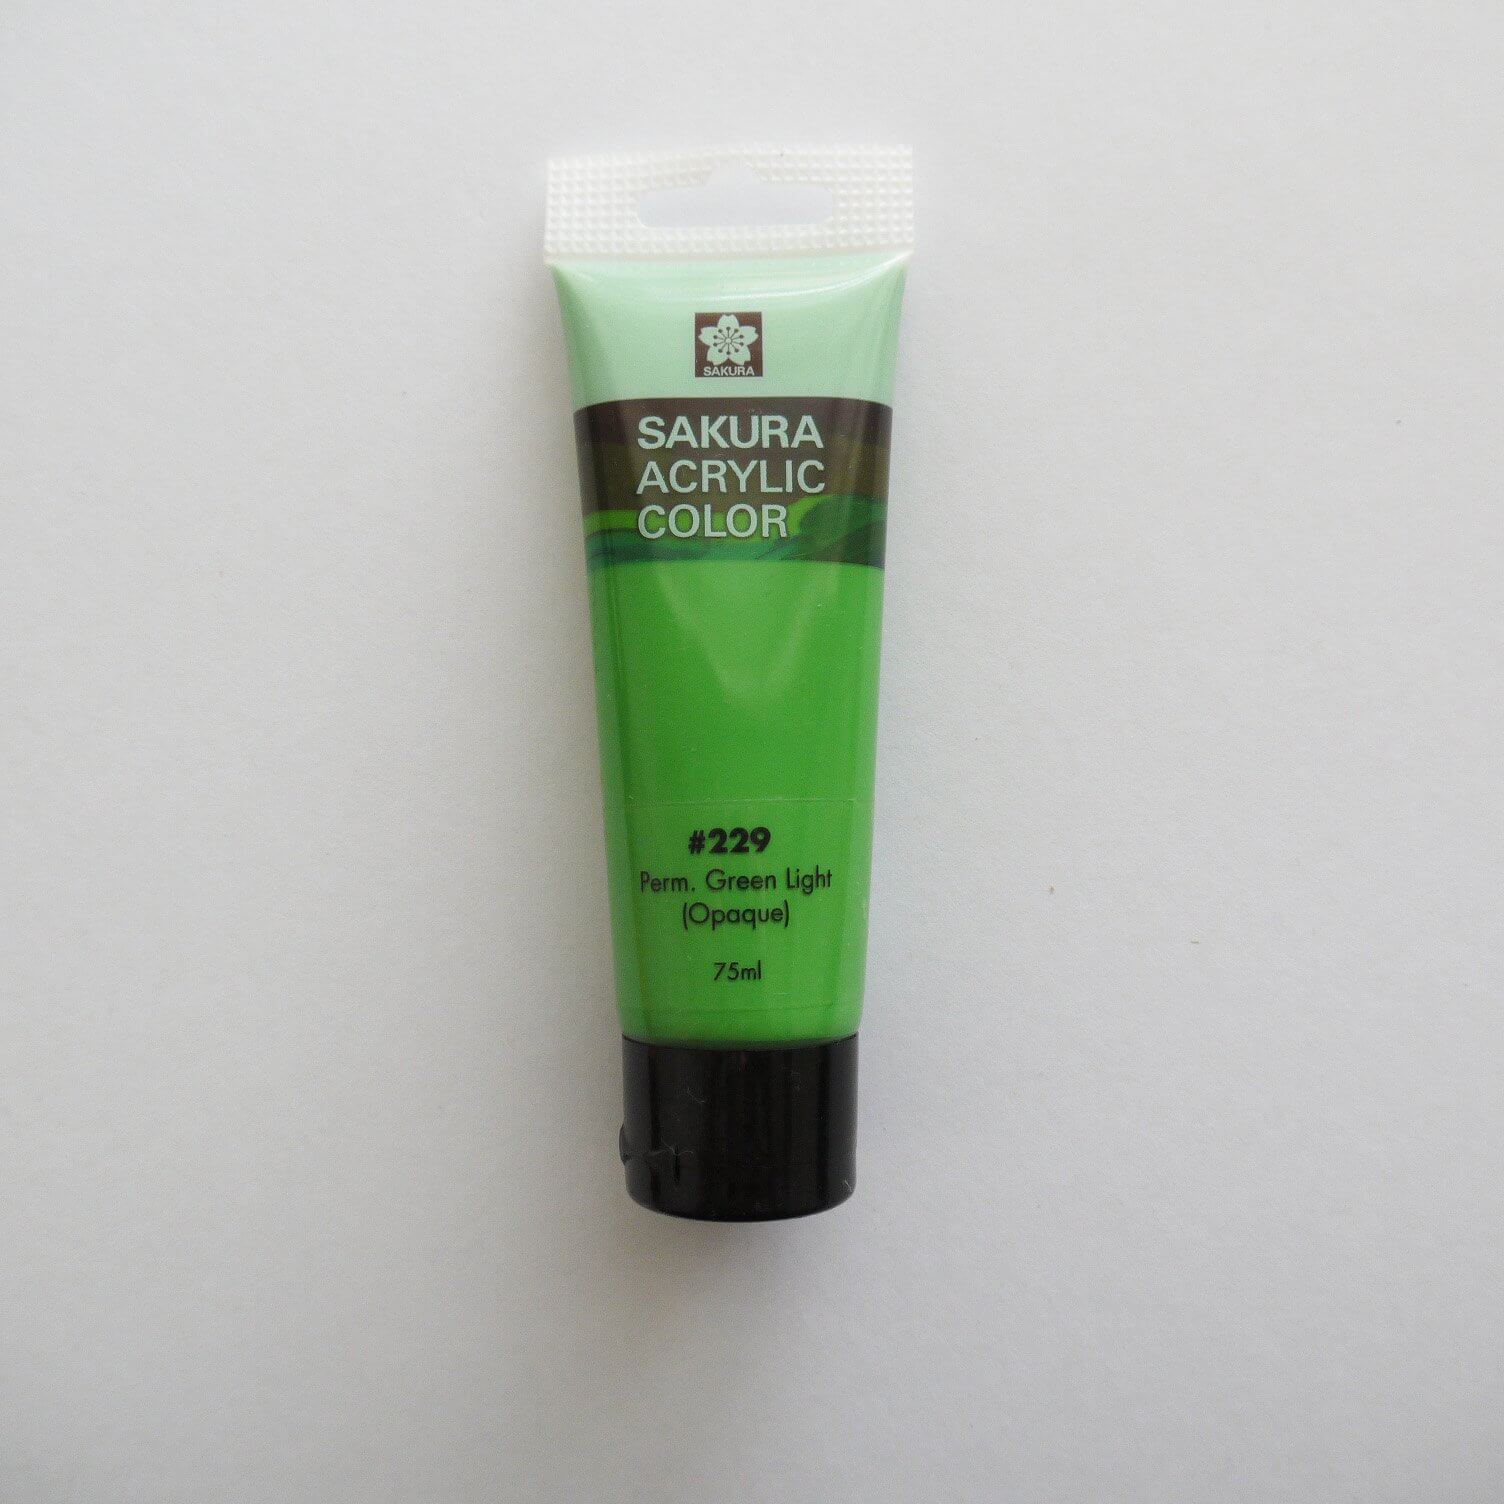 SAKURA
SAKURA
ACRYLIC
COLOR
#229
Perm. Green Light
(Opaque)
75ml